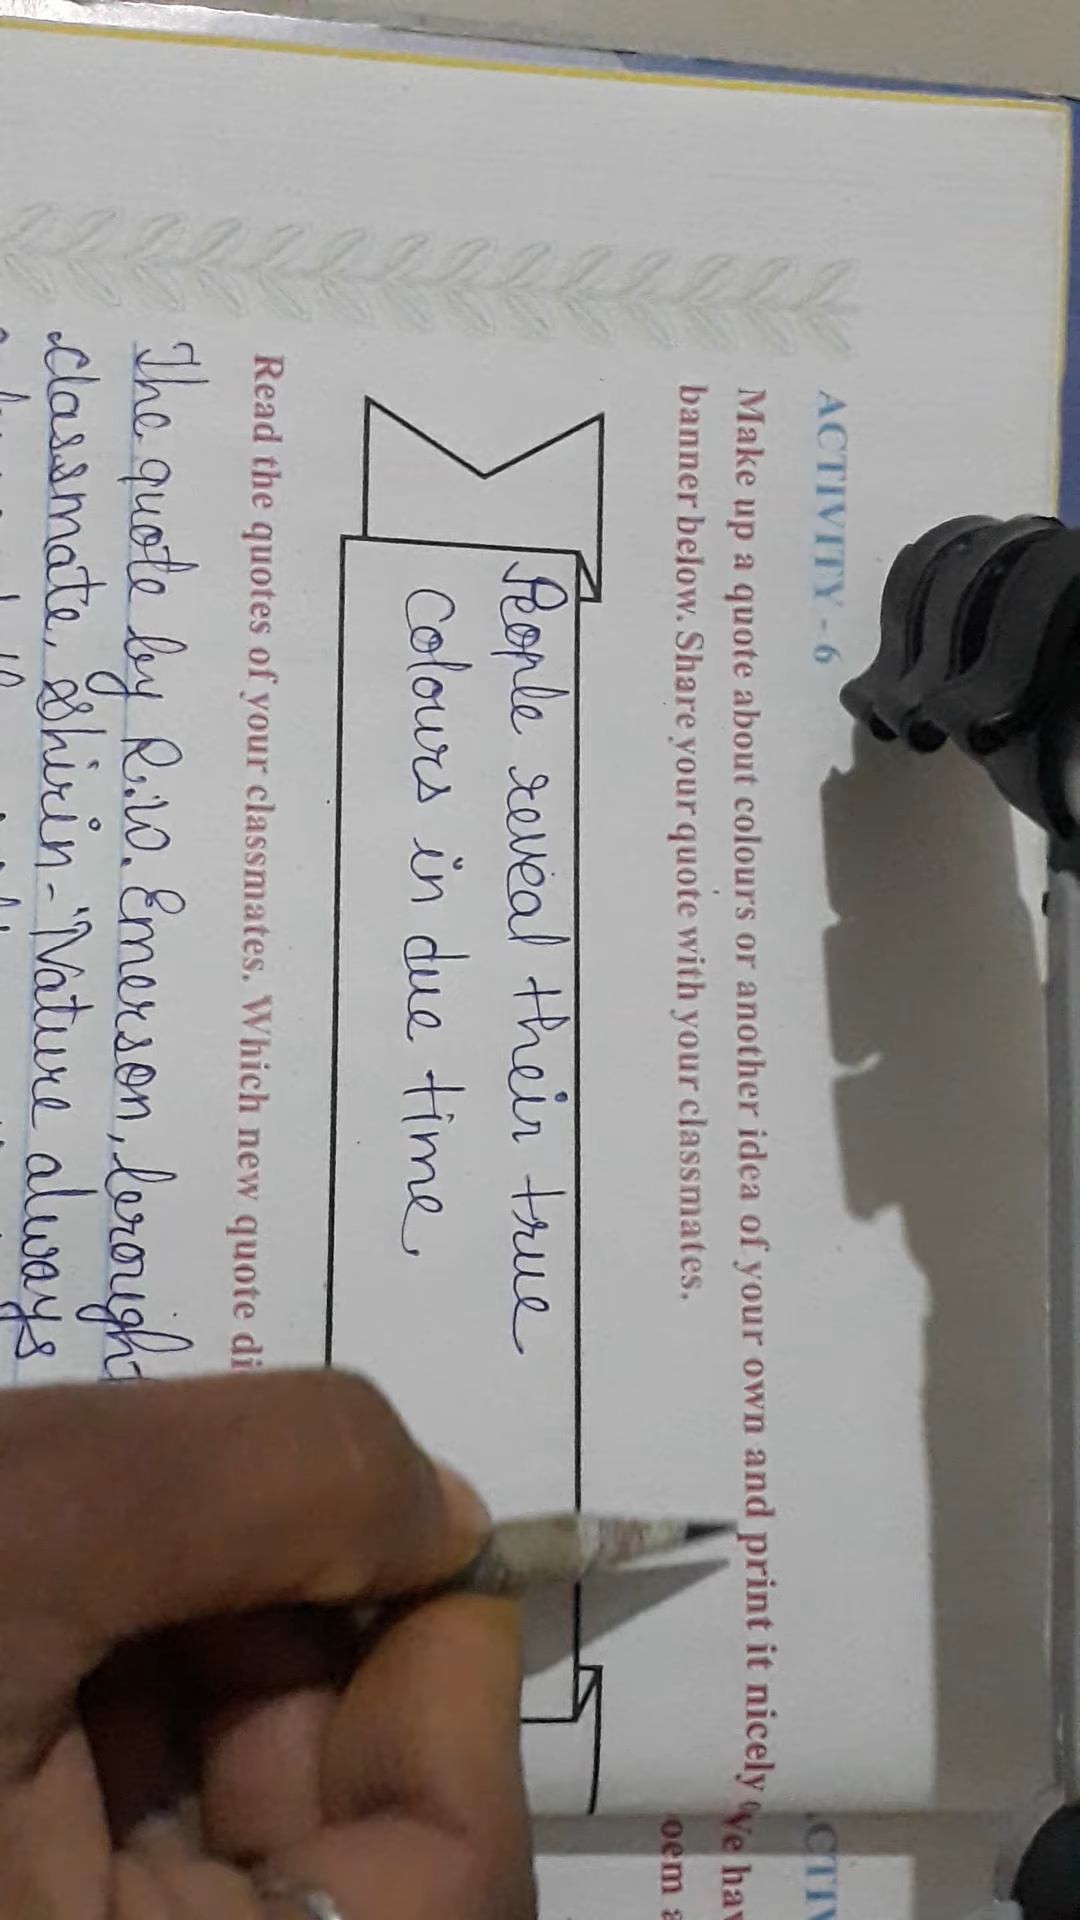 ACTIVITY - 6
Make up a quote about colours or another idea of your own and print it nicely
banner below. Share your quote with your classmates.
People reveal their true
colours in due time.
Read the quotes of your classmates. Which new quote
The quote by R.W. Emerson, brought
classmate, Shirin - "Nature always